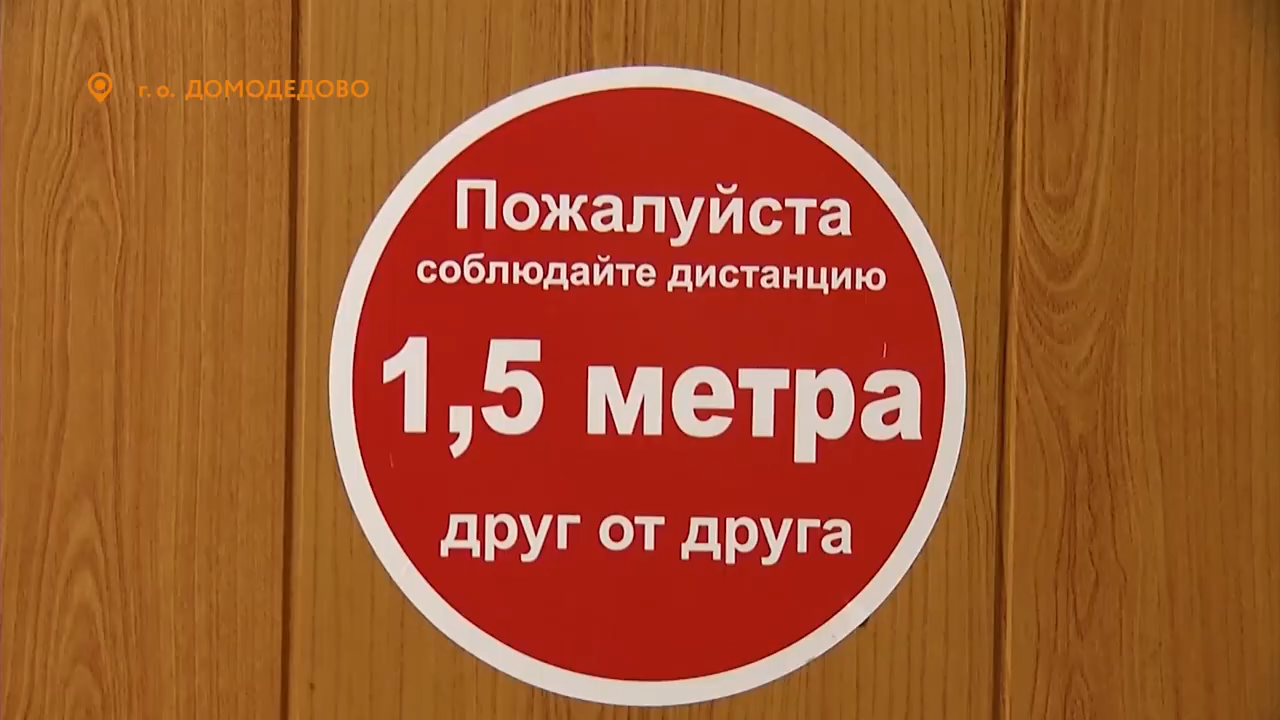 г. о. ДОМОДЕДОВО
Пожалуйста
соблюдайте дистанцию
1,5 метра
друг от друга